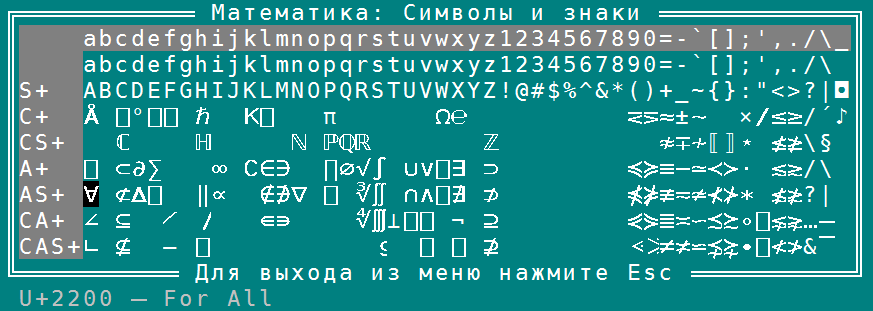 Математика: Символы и знаки
abcdefghijklmnopqrstuvwxyz1234567890=-`[];',./\_
abcdefghijklmnopqrstuvwxyz1234567890=-`[];',./\
S+ ABCDEFGHIJKLMNOPQRSTUVWXYZ!@#$%^&*()+_~{}:"<>?|◘
C+ Å ° ℏ K π Ω℮ ≂≂≈±∼ ×∕≤≥/´♪
CS+ ℂ ℍ ℕ ℙℚℝ ℤ ≉∓∻⟦⟧⋆ ≰≱\§
A+ ⊂∂∑ ∞ ∁∈∋ ∅√∫ ∪∨∃ ⊃ ≼≽≡−≃≺≻· ≤≥/\
AS+ ∀ ⊄∆ ‖∝ ∉∌∇ ∛∬ ∩∧∄ ⊅ ⋠⋡≢=≄⊀⊁∗ ≰≱?|
CA+ ∠ ⊆ ⊇ …—
CAS+ ∟ ⊈ – ⊉ &¯
Для выхода из меню нажмите Esc
U+2200 — For All